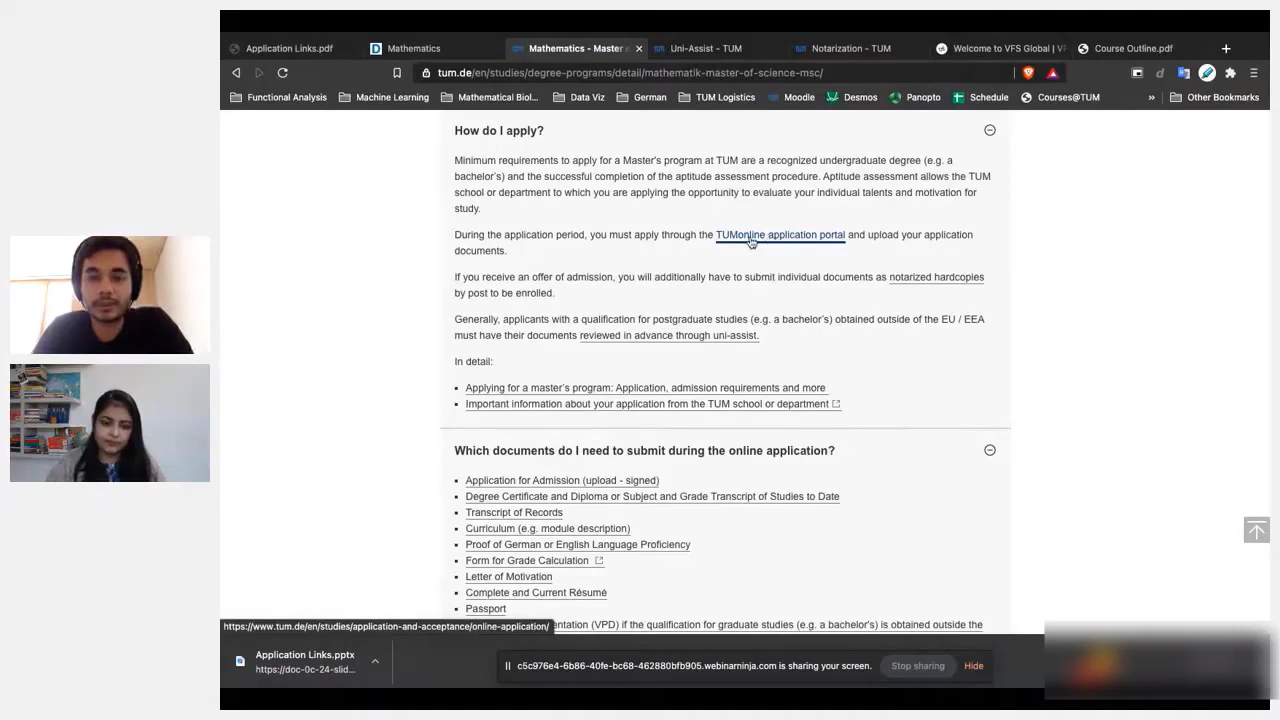 Application Links.pdf
Mathematics
Mathematics - Master o
Uni-Assist - TUM
Notarization - TUM
Welcome to VFS Global | VF
Course Outline.pdf
tum.de/en/studies/degree-programs/detail/mathematik-master-of-science-msc/
Functional Analysis
Machine Learning
Mathematical Biol...
Data Viz
German
TUM Logistics
Moodle
Desmos
Panopto
Schedule
Courses@TUM
»
Other Bookmarks
How do I apply?
Minimum requirements to apply for a Master's program at TUM are a recognized undergraduate degree (e.g. a
bachelor's) and the successful completion of the aptitude assessment procedure. Aptitude assessment allows the TUM
school or department to which you are applying the opportunity to evaluate your individual talents and motivation for
study.
During the application period, you must apply through the TUMonline application portal and upload your application
documents.
If you receive an offer of admission, you will additionally have to submit individual documents as notarized hardcopies
by post to be enrolled.
Generally, applicants with a qualification for postgraduate studies (e.g. a bachelor's) obtained outside of the EU / EEA
must have their documents reviewed in advance through uni-assist.
In detail:
Applying for a master's program: Application, admission requirements and more
Important information about your application from the TUM school or department
Which documents do I need to submit during the online application?
Application for Admission (upload - signed)
Degree Certificate and Diploma or Subject and Grade Transcript of Studies to Date
Transcript of Records
Curriculum (e.g. module description)
Proof of German or English Language Proficiency
Form for Grade Calculation
Letter of Motivation
Complete and Current Résumé
Passport
entation (VPD) if the qualification for graduate studies (e.g. a bachelor's) is obtained outside the
https://www.tum.de/en/studies/application-and-acceptance/online-application/
Application Links.pptx
https://doc-0c-24-slid...
c5c976e4-6b86-40fe-bc68-462880bfb905.webinarninja.com is sharing your screen.
Stop sharing
Hide